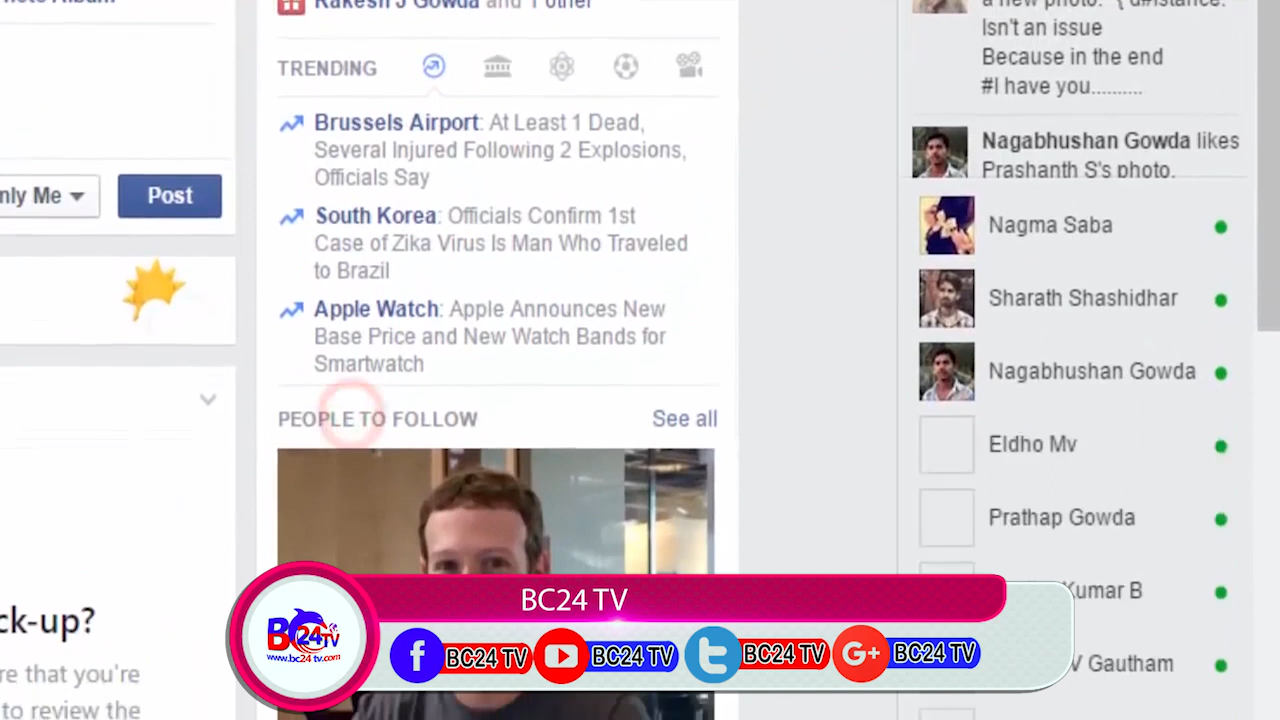 Rakesh J Gowda and 1 other
TRENDING
Brussels Airport: At Least 1 Dead,
Several Injured Following 2 Explosions,
Officials Say
South Korea: Officials Confirm 1st
Case of Zika Virus Is Man Who Traveled
to Brazil
Apple Watch: Apple Announces New
Base Price and New Watch Bands for
Smartwatch
PEOPLE TO FOLLOW
See all
Post
ck-up?
re that you're
to review the
Isn't an issue
Because in the end
#I have you..........
Nagabhushan Gowda likes
Prashanth S's photo.
Nagma Saba
Sharath Shashidhar
Nagabhushan Gowda
Eldho Mv
Prathap Gowda
Kumar B
V Gautham
BC24 TV
BC24TV
www.bc24tv.com
f BC24 TV
BC24 TV
BC24 TV
G+ BC24 TV